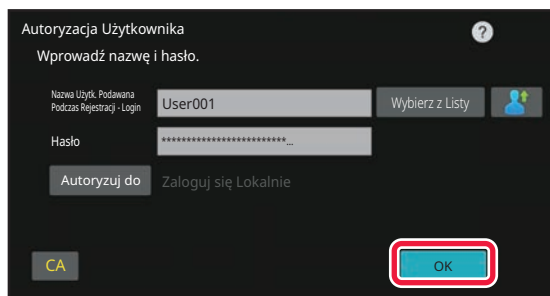 Autoryzacja Użytkownika
?
Wprowadź nazwę i hasło.
Nazwa Użytk. Podawana
Podczas Rejestracji - Login
User001
Wybierz z Listy
Hasło
*************************...
Autoryzuj do
Zaloguj się Lokalnie
CA
OK